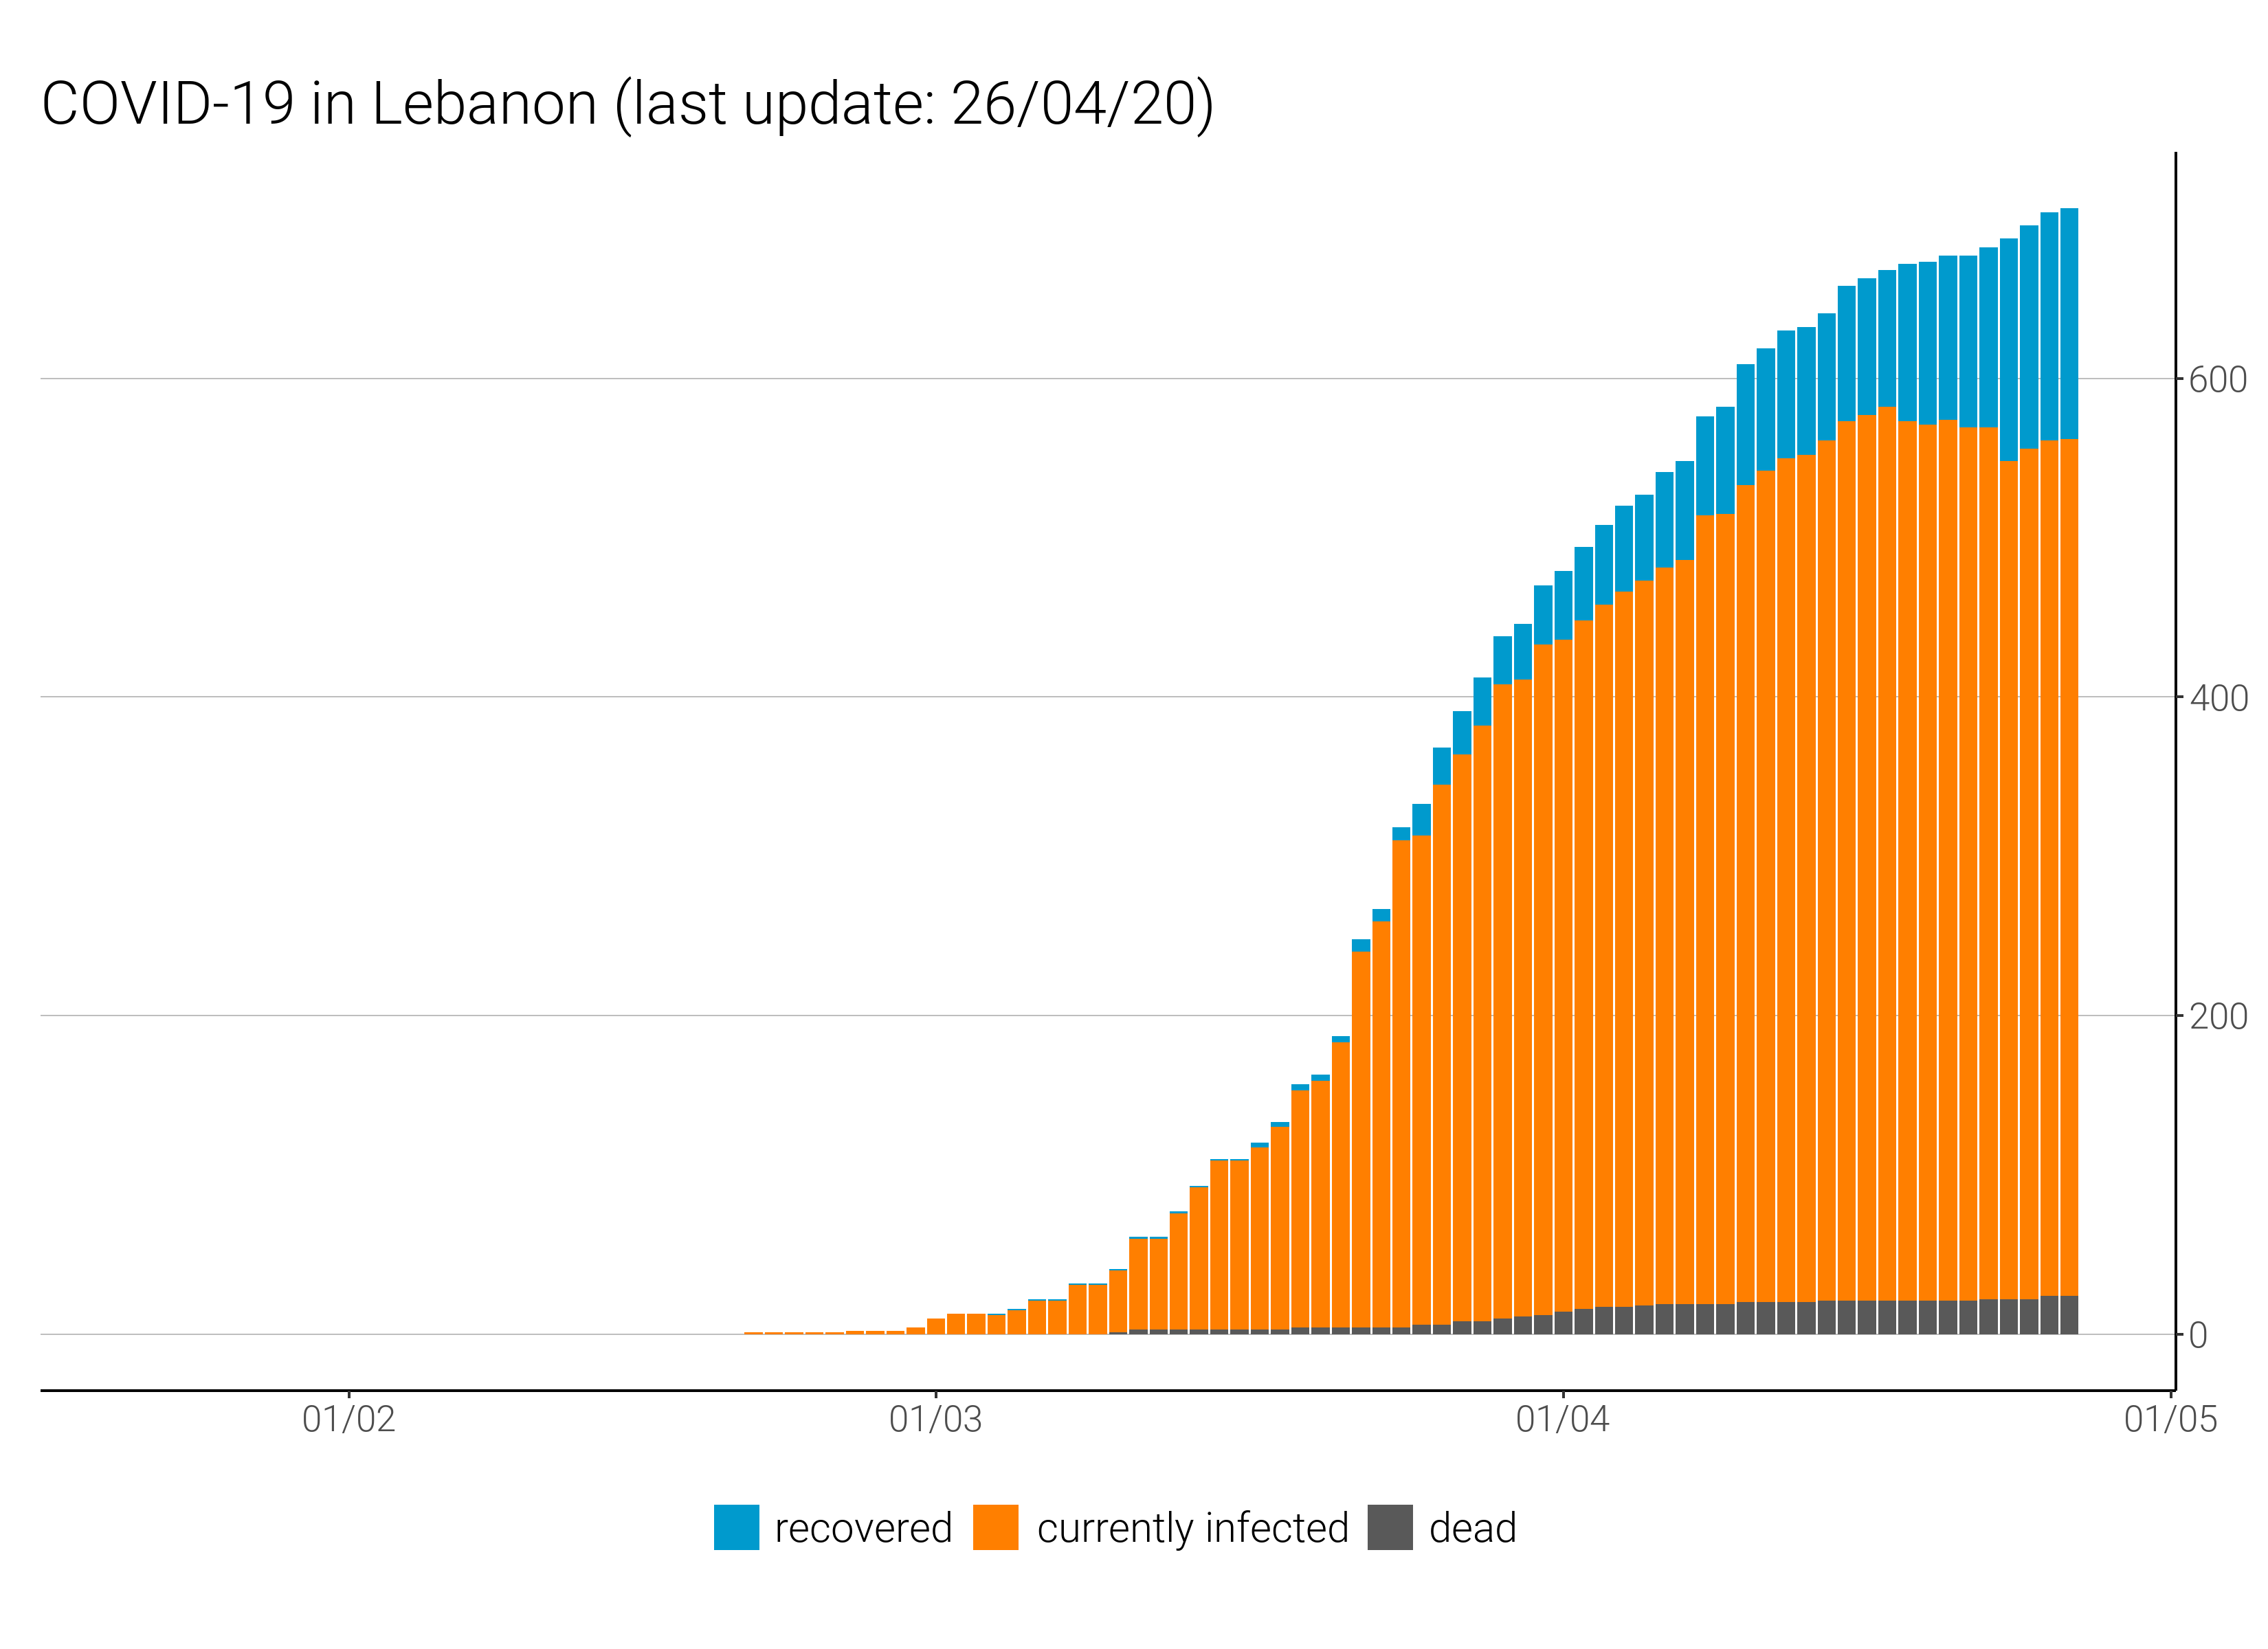 COVID-19 in Lebanon (last update: 26/04/20)
600
400
200
0
01/02 01/03 01/04 01/05
recovered currently infected dead